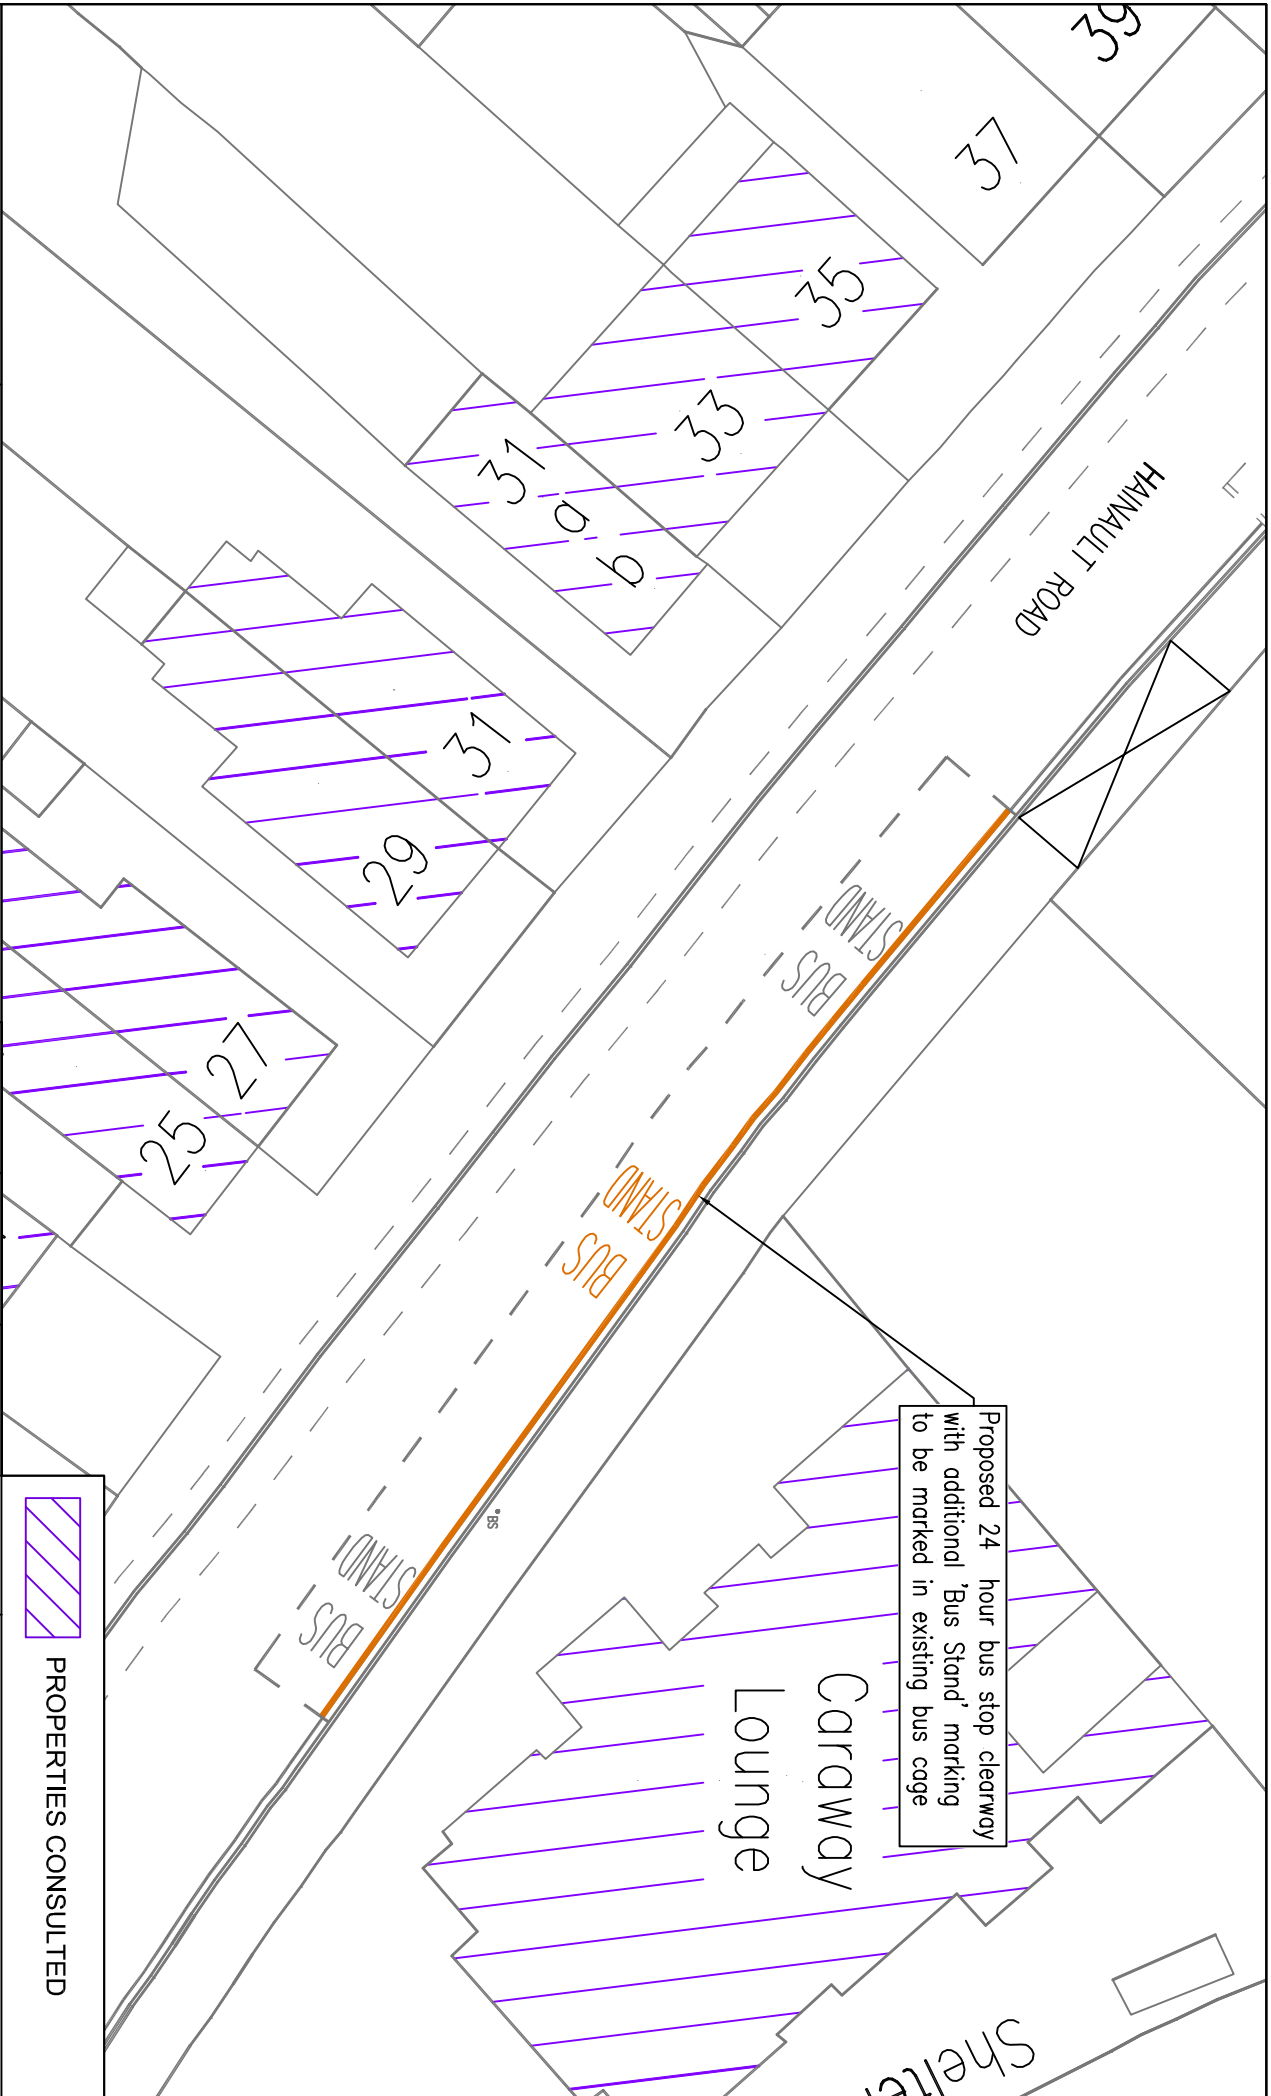 39
37
35
33
31
a
b
31
29
27
25
HAINAULT ROAD
BUS
STAND
BUS
STAND
BUS
STAND
BS
Proposed 24 hour bus stop clearway
with additional 'Bus Stand' marking
to be marked in existing bus cage
Caraway
Lounge
Shelter
PROPERTIES CONSULTED